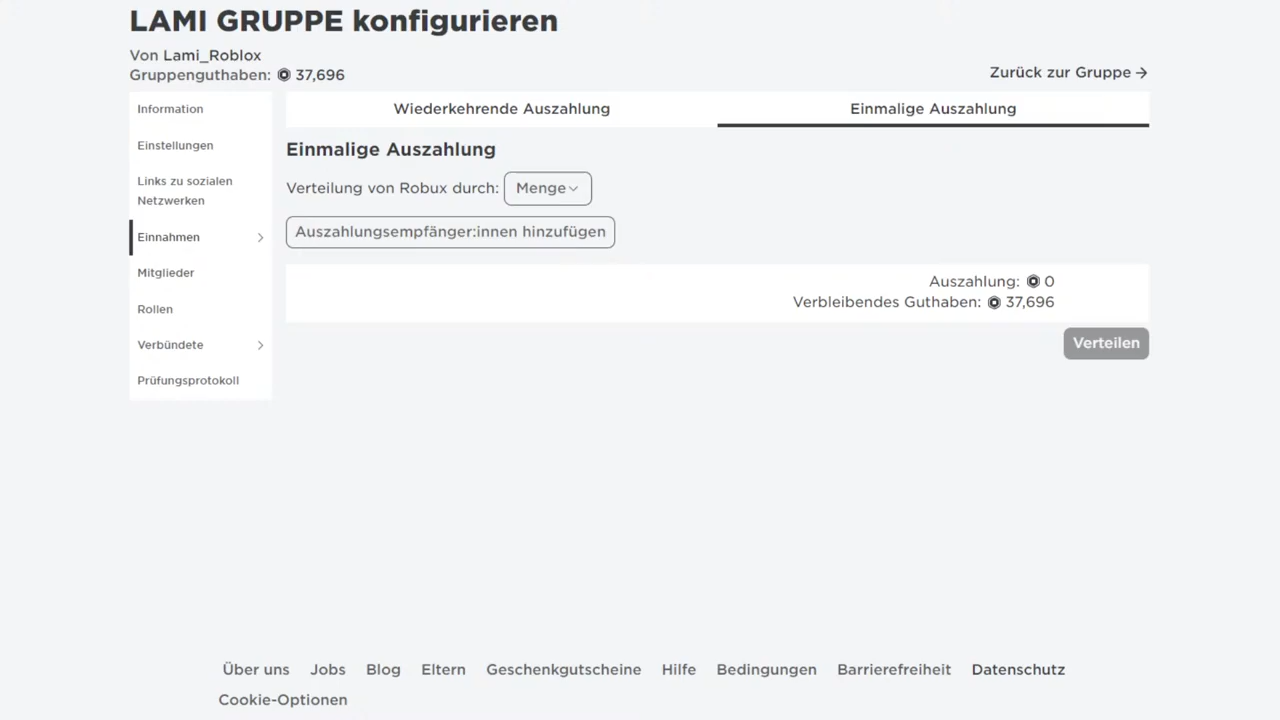 LAMI GRUPPE konfigurieren
Von Lami_Roblox
Gruppenguthaben: 37,696
Zurück zur Gruppe →
Information
Einstellungen
Links zu sozialen
Netzwerken
Einnahmen
Mitglieder
Rollen
Verbündete
Prüfungsprotokoll
Wiederkehrende Auszahlung
Einmalige Auszahlung
Einmalige Auszahlung
Verteilung von Robux durch: Menge
Auszahlungsempfänger:innen hinzufügen
Auszahlung: 0
Verbleibendes Guthaben: 37,696
Verteilen
Über uns Jobs Blog Eltern Geschenkgutscheine Hilfe Bedingungen Barrierefreiheit Datenschutz
Cookie-Optionen